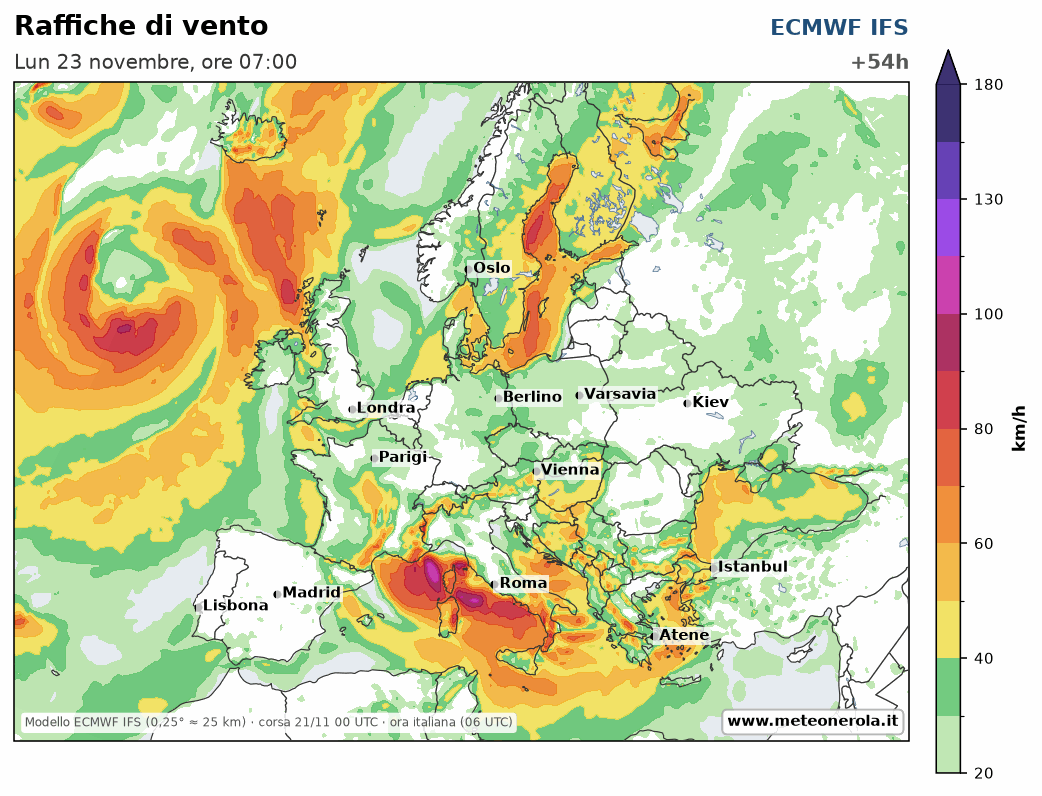 Raffiche di vento
ECMWF IFS
Lun 23 novembre, ore 07:00
+54h
180
130
100
80
60
40
20
km/h
Oslo
Londra
Berlino
Varsavia
Kiev
Parigi
Vienna
Istanbul
Roma
Madrid
Lisbona
Atene
Modello ECMWF IFS (0,25° ≈ 25 km) · corsa 21/11 00 UTC · ora italiana (06 UTC)
www.meteonerola.it